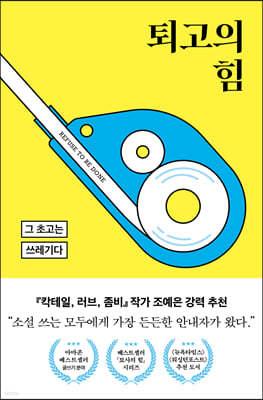 퇴고의
힘
REFUSE TO BE DONE
그 초고는
쓰레기다
『칵테일, 러브, 좀비』 작가 조예은 강력 추천
“소설 쓰는 모두에게 가장 든든한 안내자가 왔다.”
아마존
베스트셀러
글쓰기 분야
베스트셀러
『묘사의 힘』
시리즈
《뉴욕타임스》
《워싱턴포스트》
추천 도서